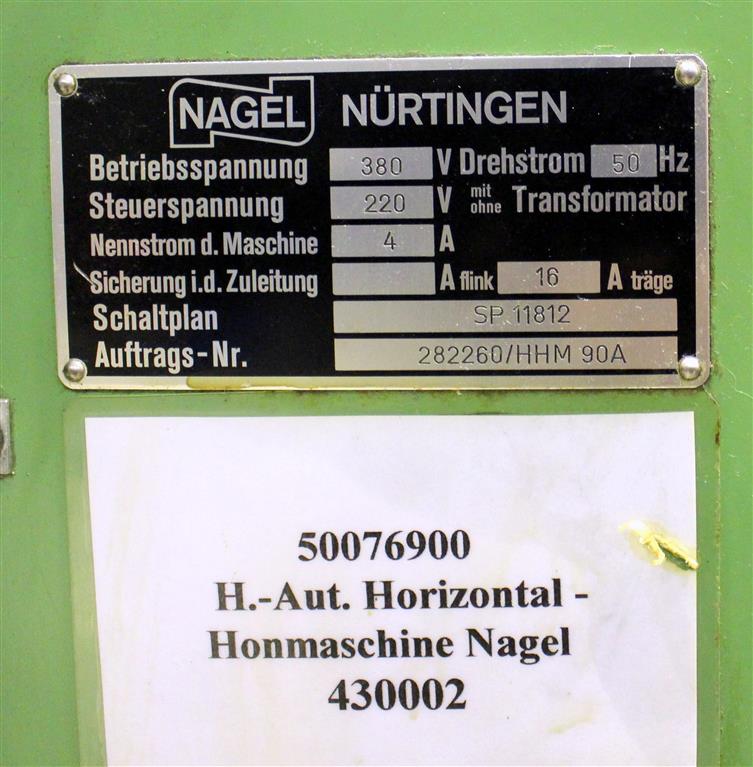 NAGEL NÜRTINGEN
Betriebsspannung 380 V Drehstrom 50 Hz
Steuerspannung 220 V mit ohne Transformator
Nennstrom d. Maschine 4 A
Sicherung i.d. Zuleitung A flink 16 A träge
Schaltplan SP 11812
Auftrags-Nr. 282260/HHM 90A
50076900
H.-Aut. Horizontal -
Honmaschine Nagel
430002